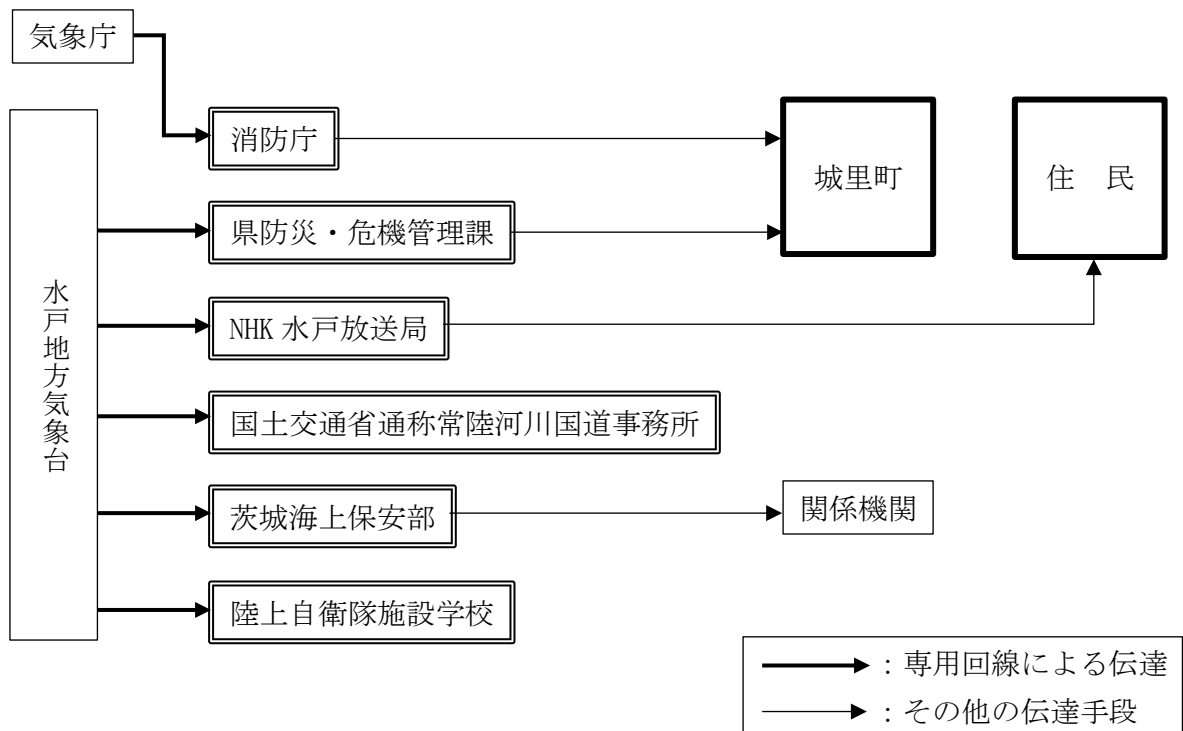 気象庁
消防庁
城里町
住　民
県防災・危機管理課
水戸地方気象台
NHK 水戸放送局
国土交通省通称常陸河川国道事務所
茨城海上保安部
関係機関
陸上自衛隊施設学校
：専用回線による伝達
：その他の伝達手段